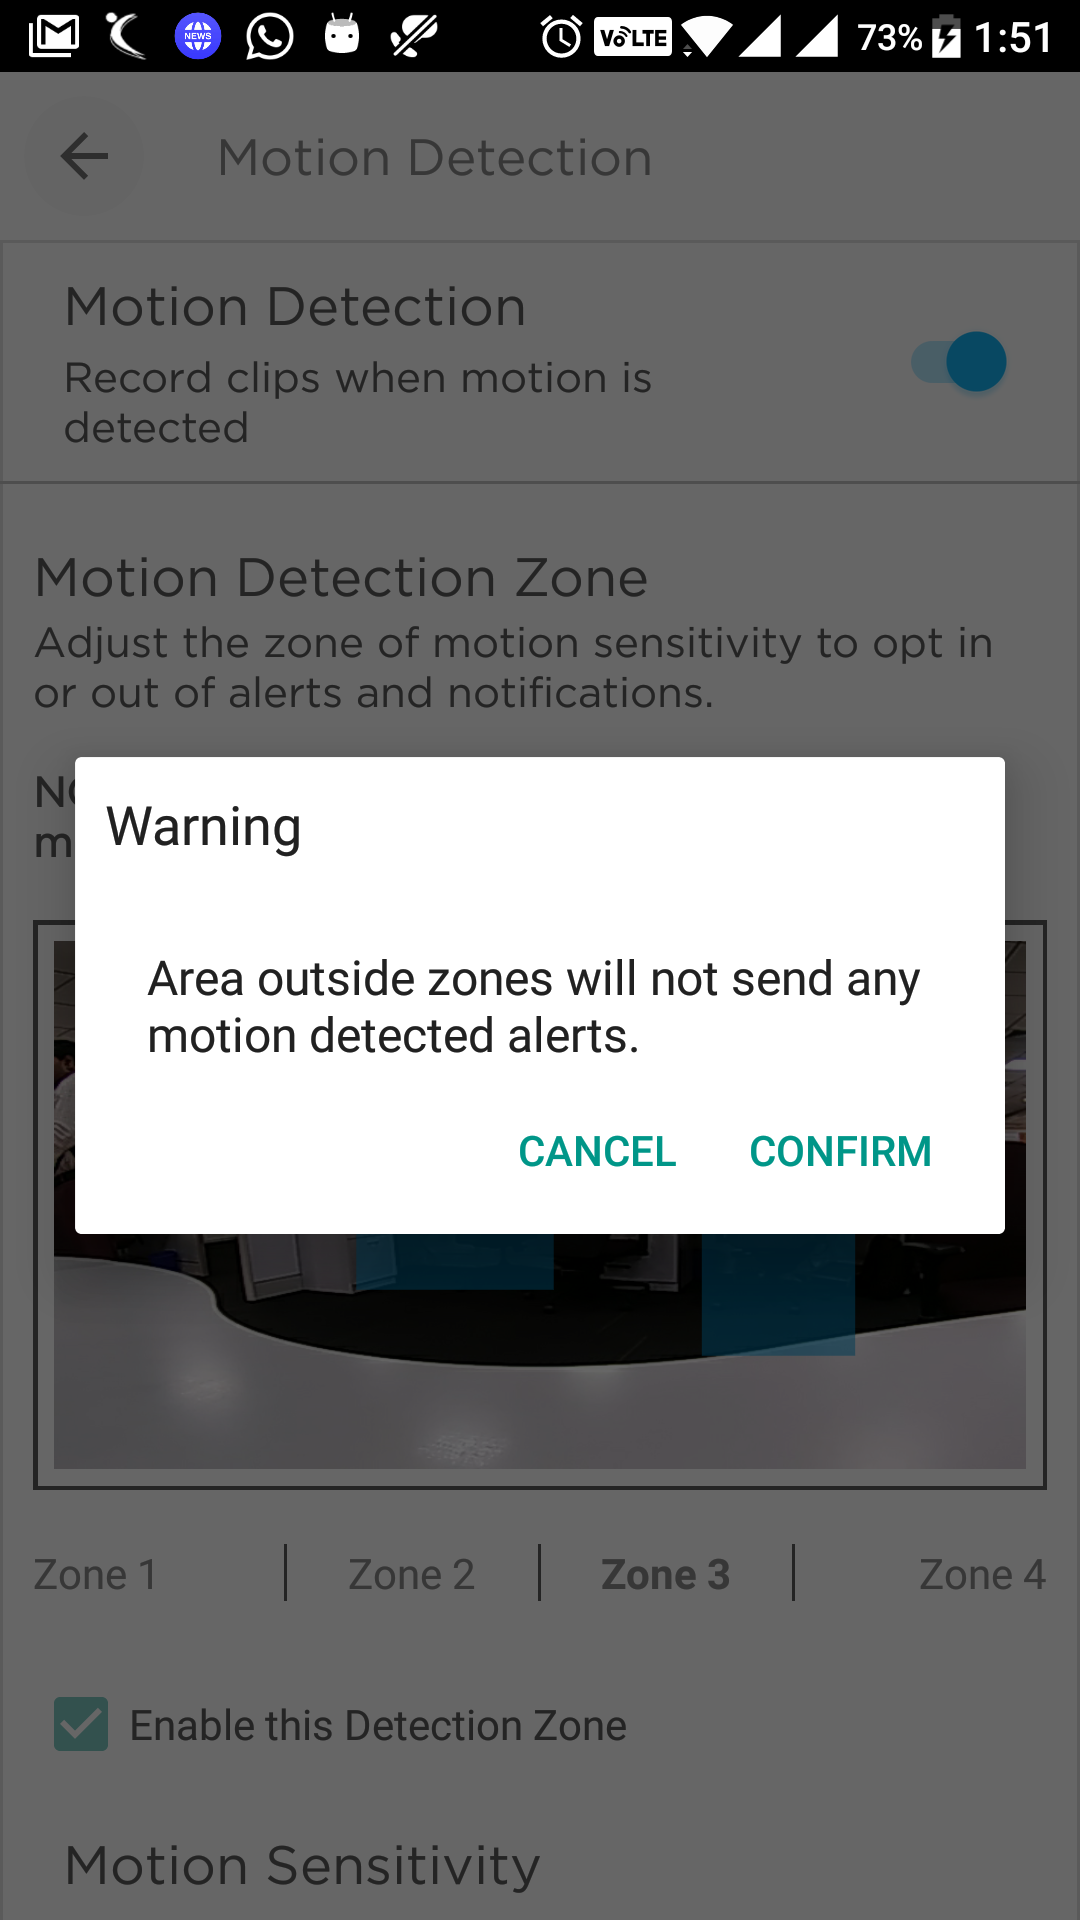 NEWS VoLTE 73% 1:51
Motion Detection
Motion Detection
Record clips when motion is
detected
Motion Detection Zone
Adjust the zone of motion sensitivity to opt in
or out of alerts and notifications.
Warning
Area outside zones will not send any
motion detected alerts.
CANCEL CONFIRM
Zone 1 Zone 2 Zone 3 Zone 4
Enable this Detection Zone
Motion Sensitivity